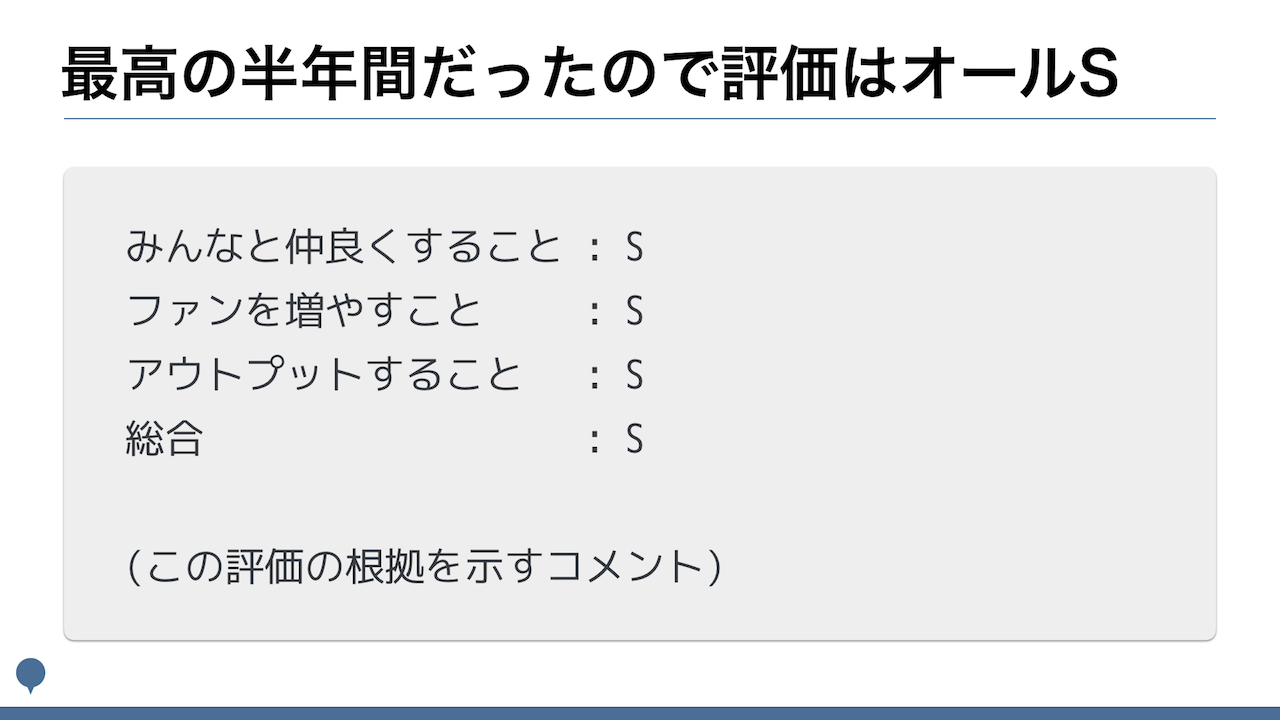 最高の半年間だったので評価はオールS
みんなと仲良くすること : S
ファンを増やすこと : S
アウトプットすること : S
総合 : S
(この評価の根拠を示すコメント)